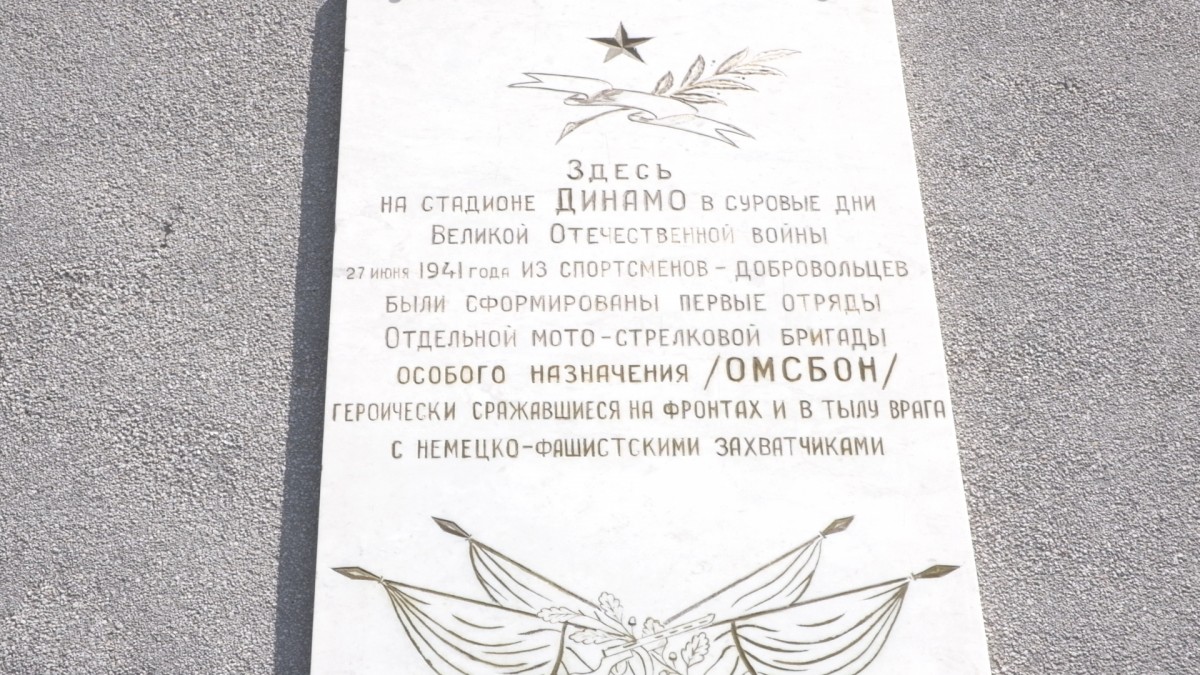 Здесь
на стадионе Динамо в суровые дни
Великой Отечественной войны
27 июня 1941 года из спортсменов - добровольцев
были сформированы первые отряды
Отдельной мото-стрелковой бригады
особого назначения /ОМСБОН/
героически сражавшиеся на фронтах и в тылу врага
с немецко-фашистскими захватчиками